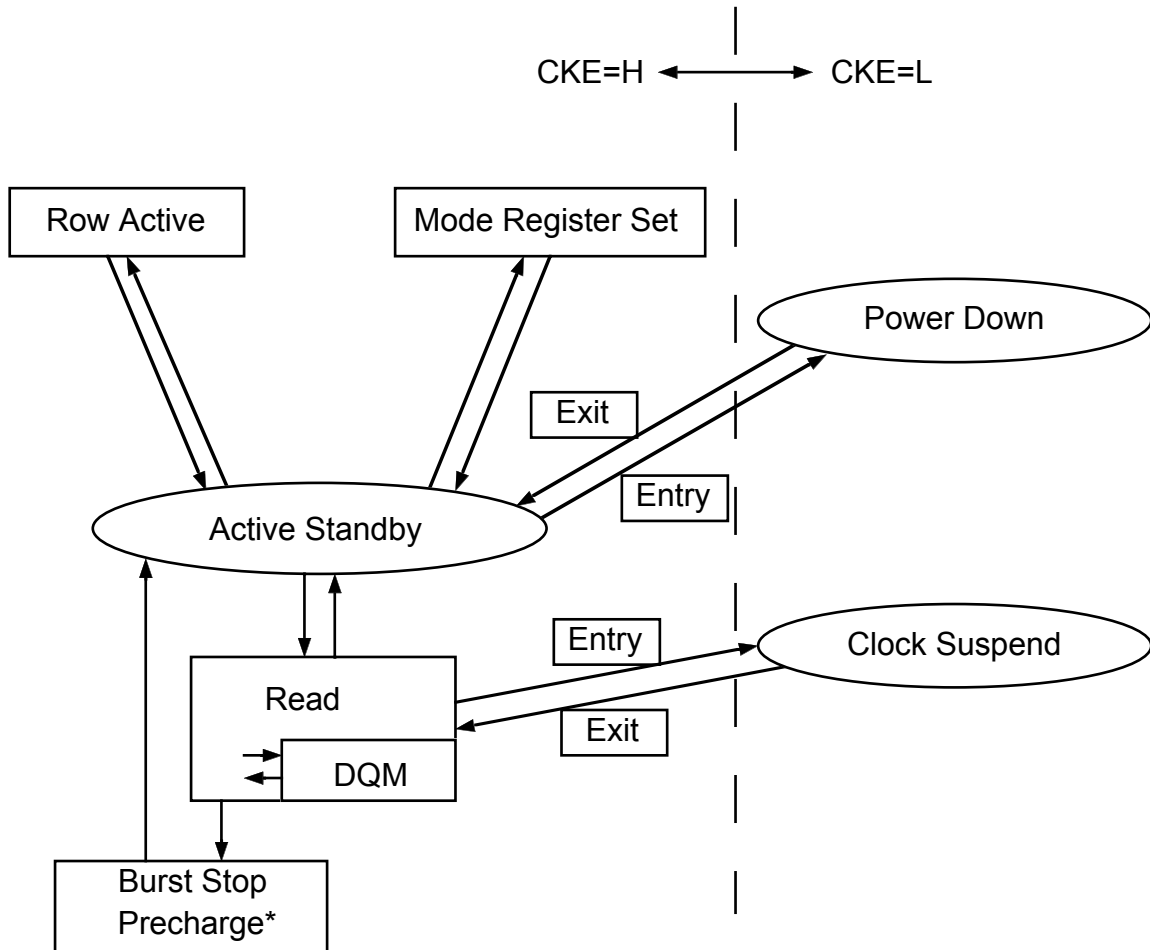 CKE=H
CKE=L
Row Active
Mode Register Set
Power Down
Exit
Entry
Active Standby
Entry
Clock Suspend
Read
Exit
DQM
Burst Stop
Precharge*